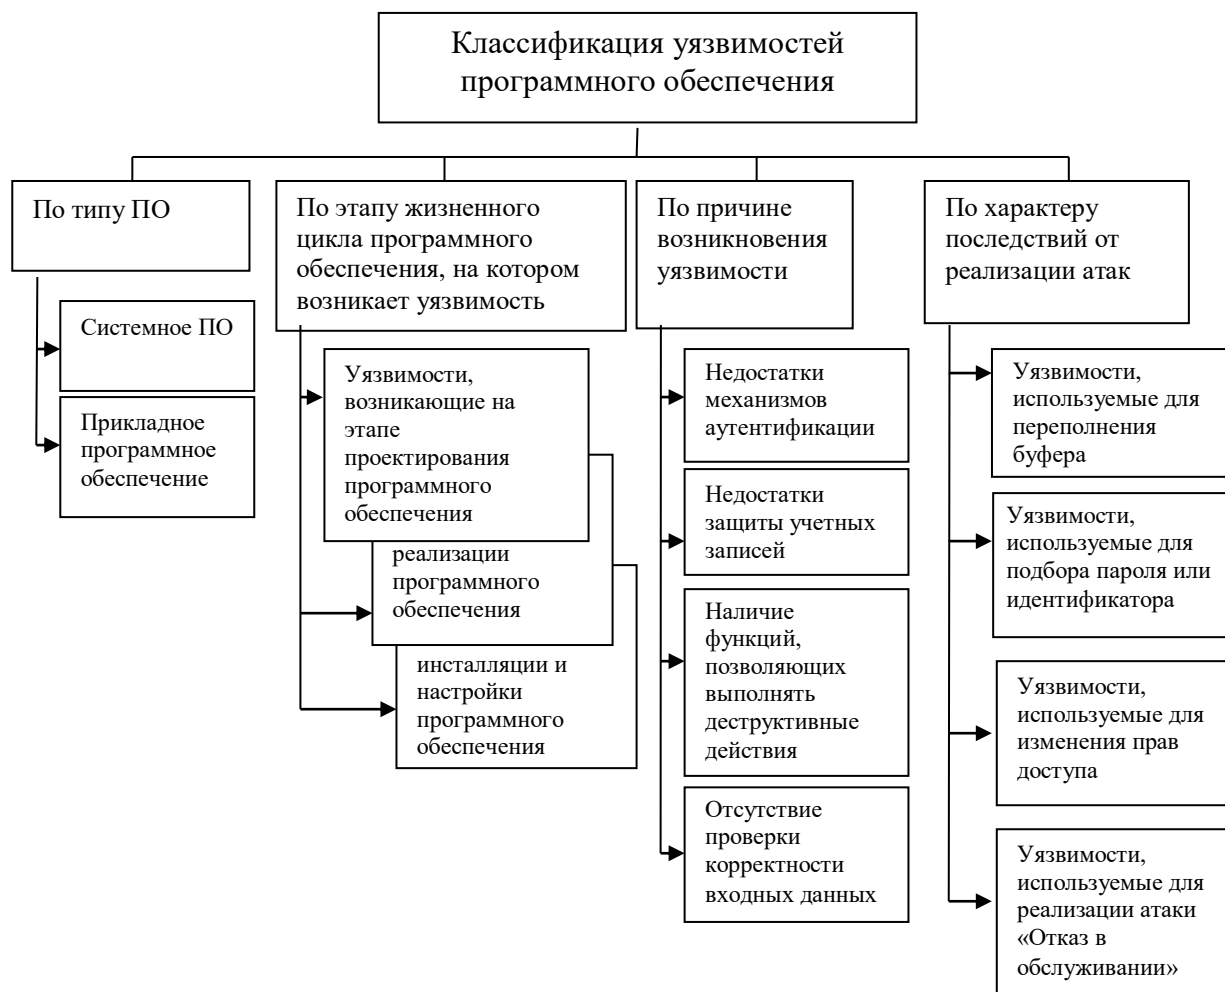 Классификация уязвимостей
программного обеспечения
По типу ПО
Системное ПО
Прикладное
программное
обеспечение
По этапу жизненного
цикла программного
обеспечения, на котором
возникает уязвимость
Уязвимости,
возникающие на
этапе
проектирования
программного
обеспечения
реализации
программного
обеспечения
инсталляции и
настройки
программного
обеспечения
По причине
возникновения
уязвимости
Недостатки
механизмов
аутентификации
Недостатки
защиты учетных
записей
Наличие
функций,
позволяющих
выполнять
деструктивные
действия
Отсутствие
проверки
корректности
входных данных
По характеру
последствий от
реализации атак
Уязвимости,
используемые для
переполнения
буфера
Уязвимости,
используемые для
подбора пароля или
идентификатора
Уязвимости,
используемые для
изменения прав
доступа
Уязвимости,
используемые для
реализации атаки
«Отказ в
обслуживании»